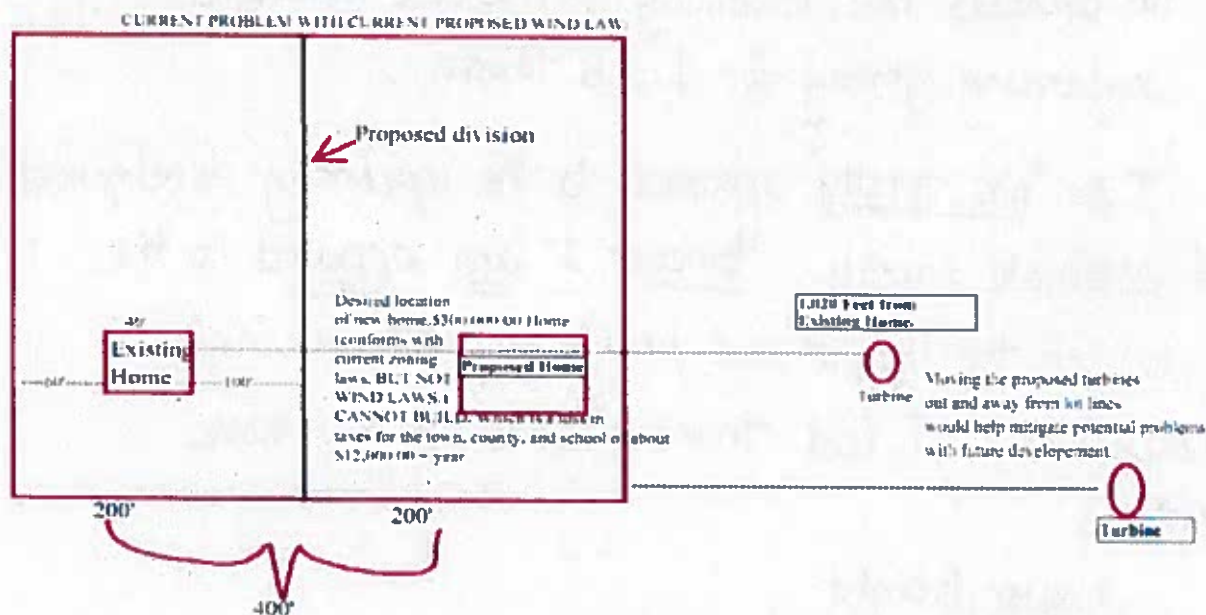 CURRENT PROBLEM WITH CURRENT PROPOSED WIND LAW
Proposed division
Desired location
of new home.$300,000.00 Home
(conforms with
current zoning
laws, BUT NOT
WIND LAWS. I
CANNOT BUILD. Which is a loss in
taxes for the town, county, and school of about
$12,000.00 - year
Existing
Home
100'
Proposed Home
1,020 Feet from
Existing Home.
Turbine
Moving the proposed turbines
out and away from lot lines
would help mitigate potential problems
with future developement
Turbine
200'
200'
400'